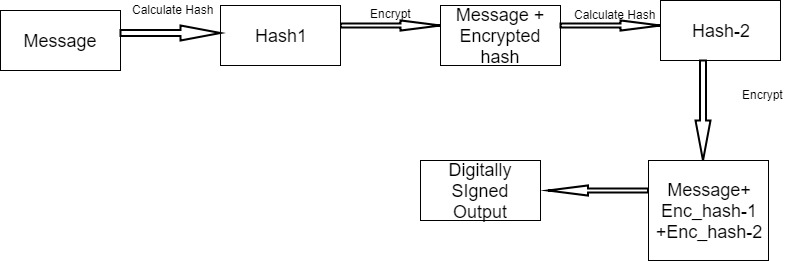 Calculate Hash
Message
Hash1
Encrypt
Message +
Encrypted
hash
Calculate Hash
Hash-2
Encrypt
Message+
Enc_hash-1
+Enc_hash-2
Digitally
SIgned
Output